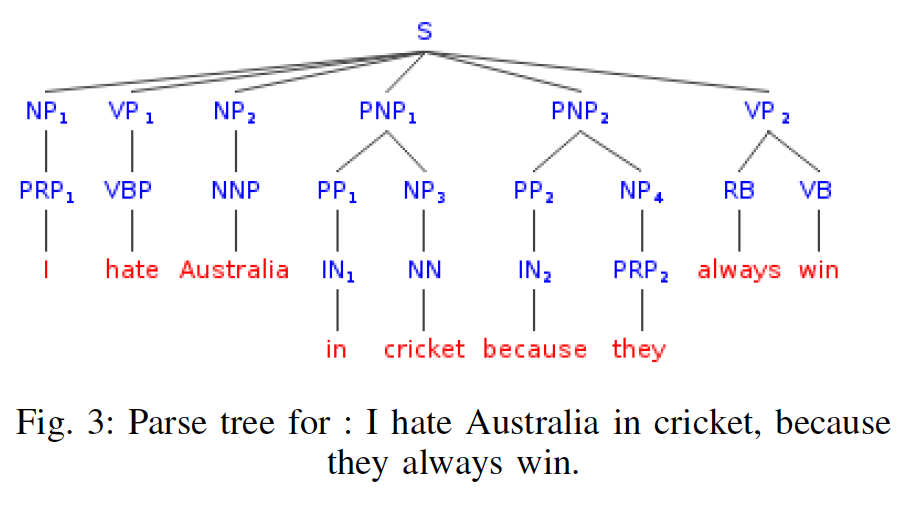 S
NP₁ VP₁ NP₂ PNP₁ PNP₂ VP₂
PRP₁ VBP NNP PP₁ NP₃ PP₂ NP₄ RB VB
I hate Australia IN₁ NN IN₂ PRP₂ always win
in cricket because they
Fig. 3: Parse tree for : I hate Australia in cricket, because
they always win.